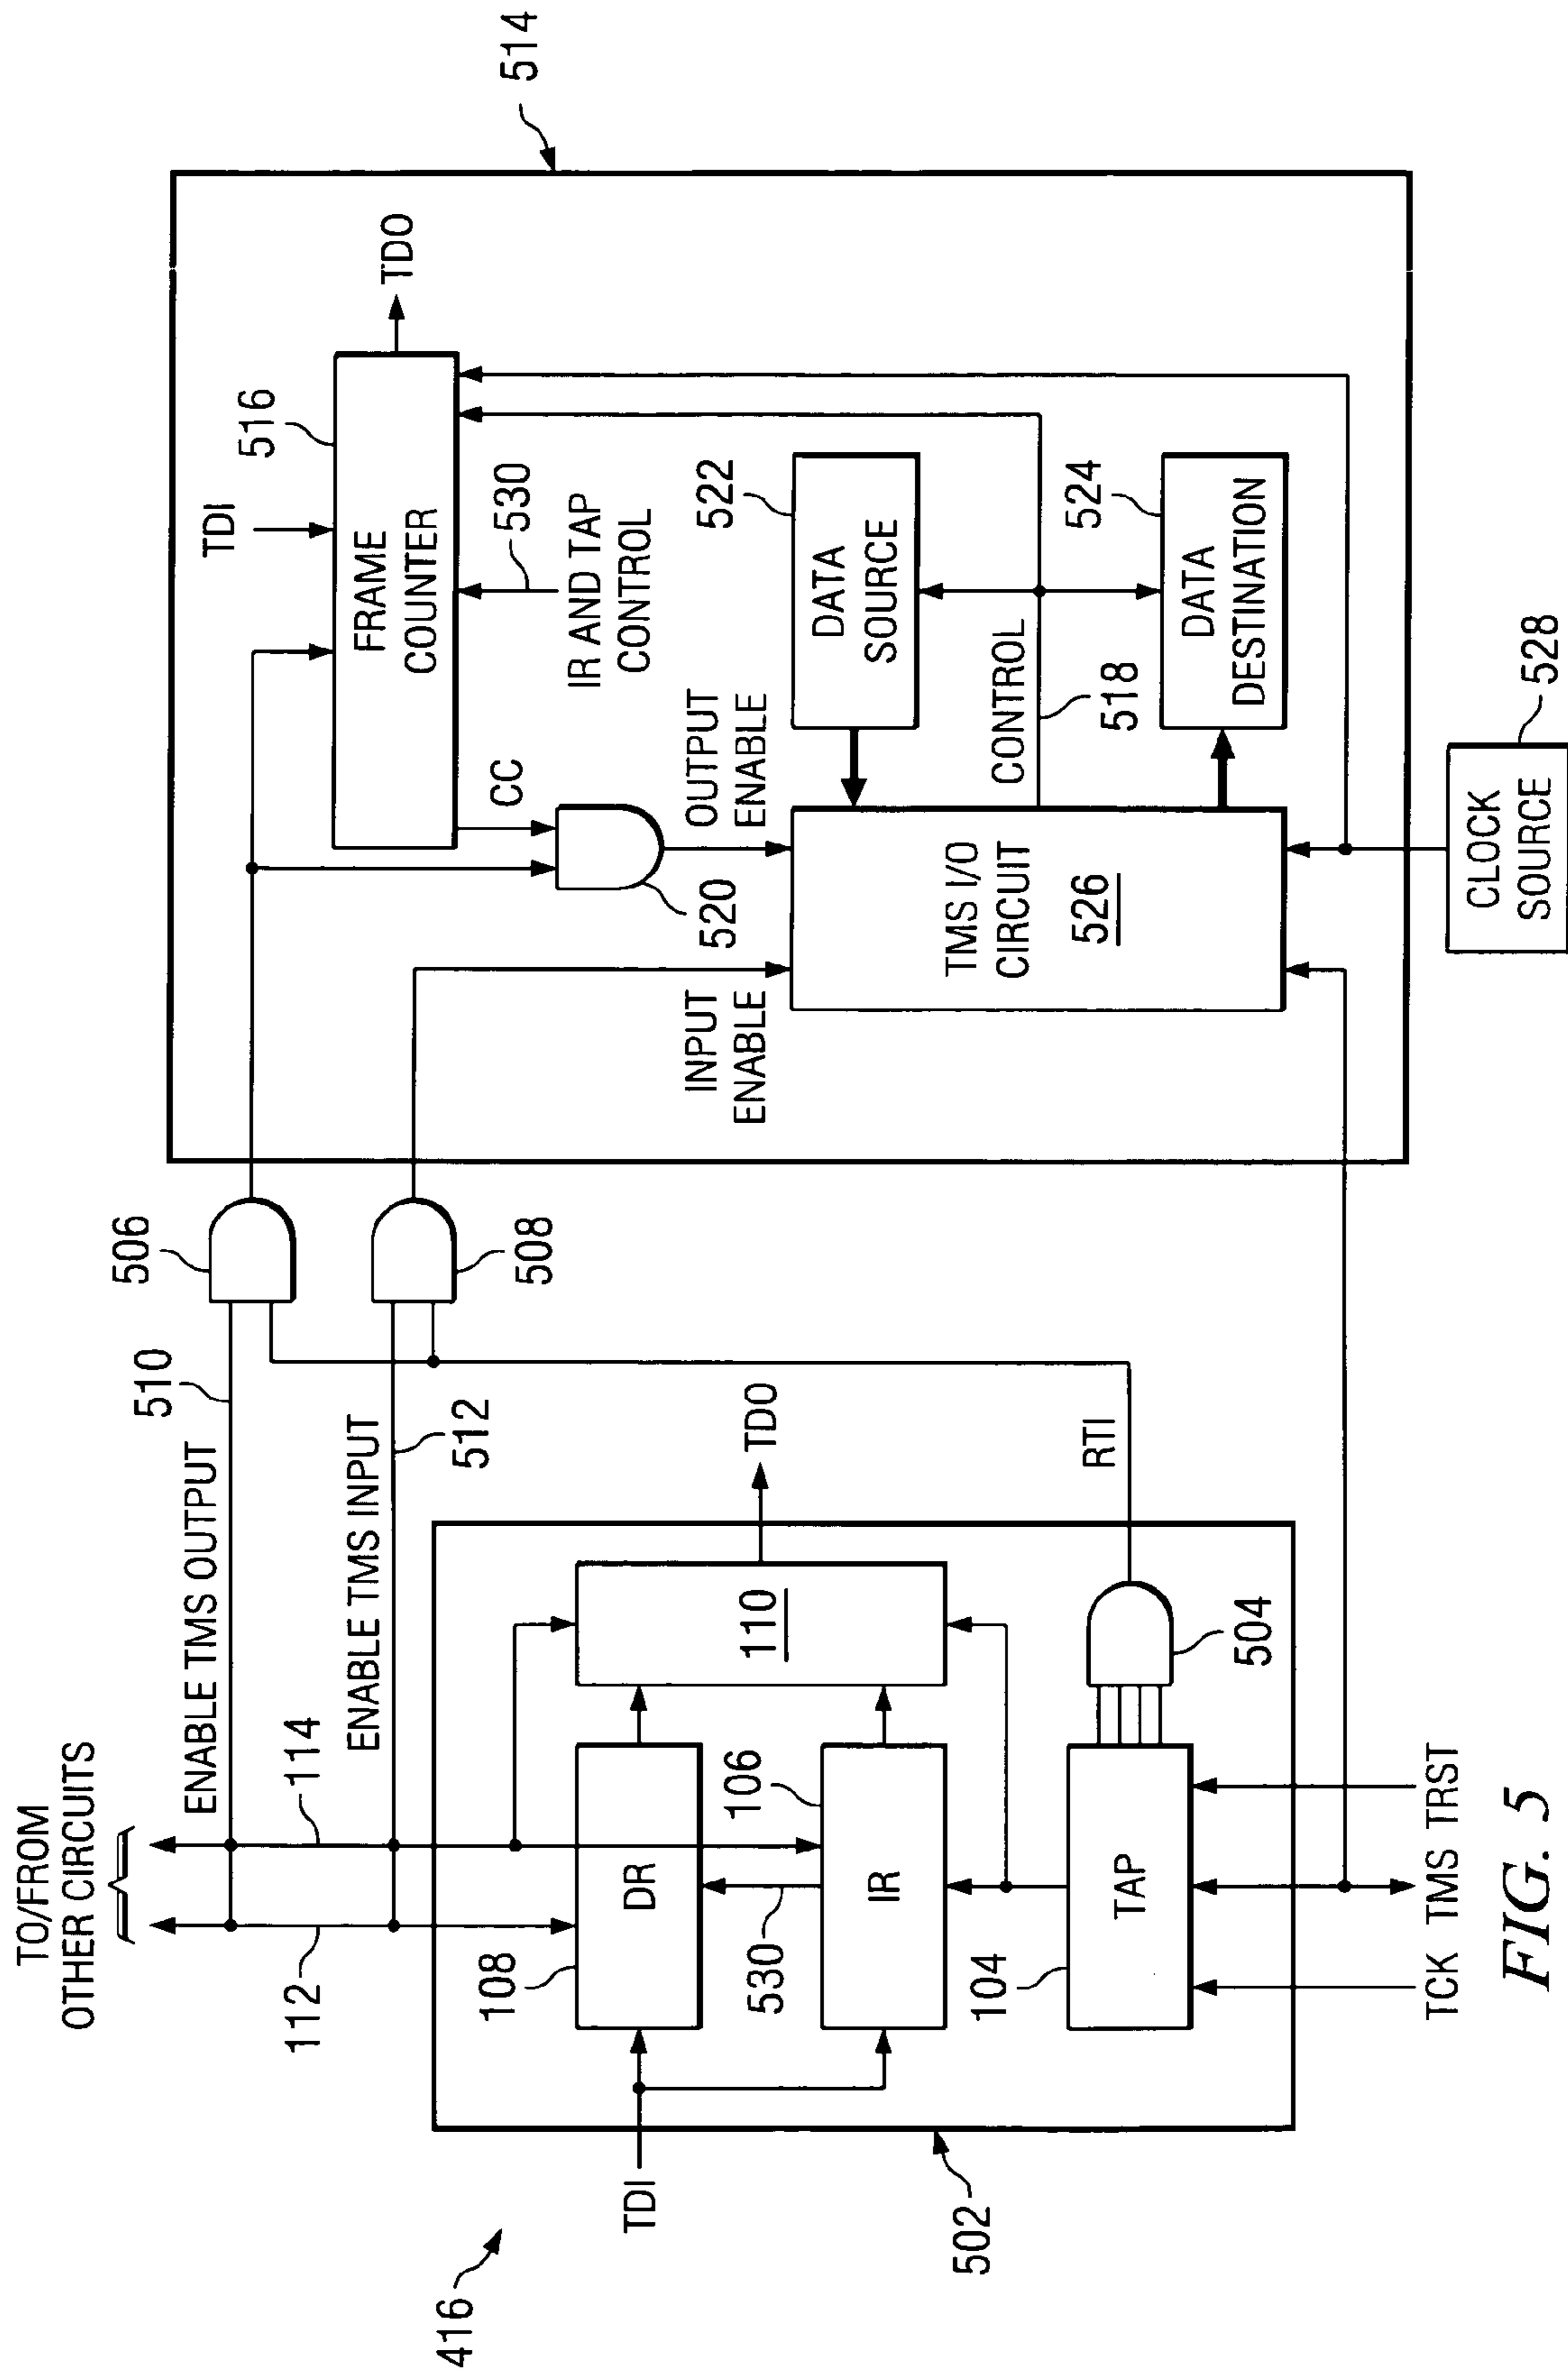 416
TO/FROM
OTHER CIRCUITS
112
114
ENABLE TMS OUTPUT
510
506
ENABLE TMS INPUT
512
508
TDI
502
108
DR
530
106
IR
110
TDO
104
TAP
504
RTI
TCK
TMS
TRST
514
TDI
516
FRAME
COUNTER
TDO
CC
530
IR AND TAP
CONTROL
520
INPUT
ENABLE
OUTPUT
ENABLE
522
DATA
SOURCE
TMS I/O
CIRCUIT
526
CONTROL
518
524
DATA
DESTINATION
CLOCK
SOURCE
528
FIG. 5